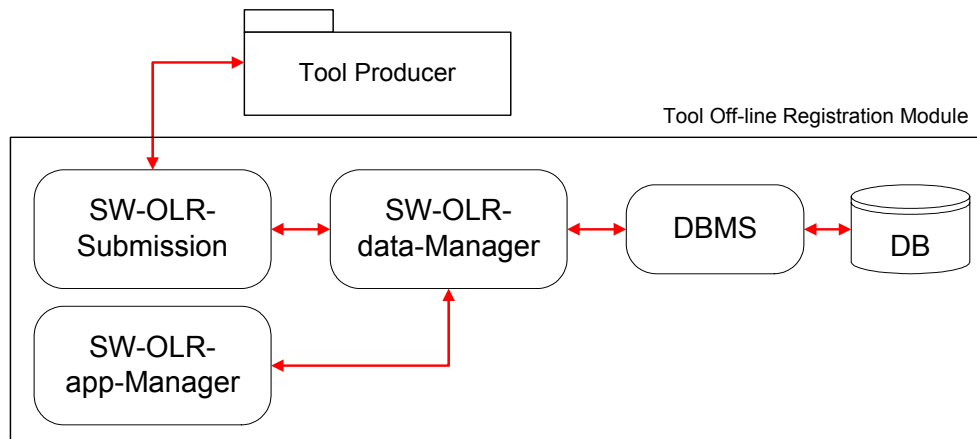 Tool Producer
Tool Off-line Registration Module
SW-OLR-
Submission
SW-OLR-
data-Manager
DBMS
DB
SW-OLR-
app-Manager